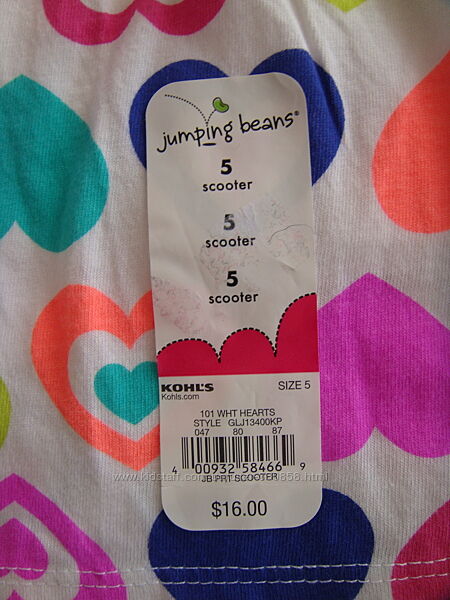 jumping beans®
5
scooter
5
scooter
5
scooter
KOHL'S SIZE 5
Kohls.com
101 WHT HEARTS
STYLE GLJ13400KP
047 80 87
4 00932 58466 9
JB PRT SCOOTER
$16.00